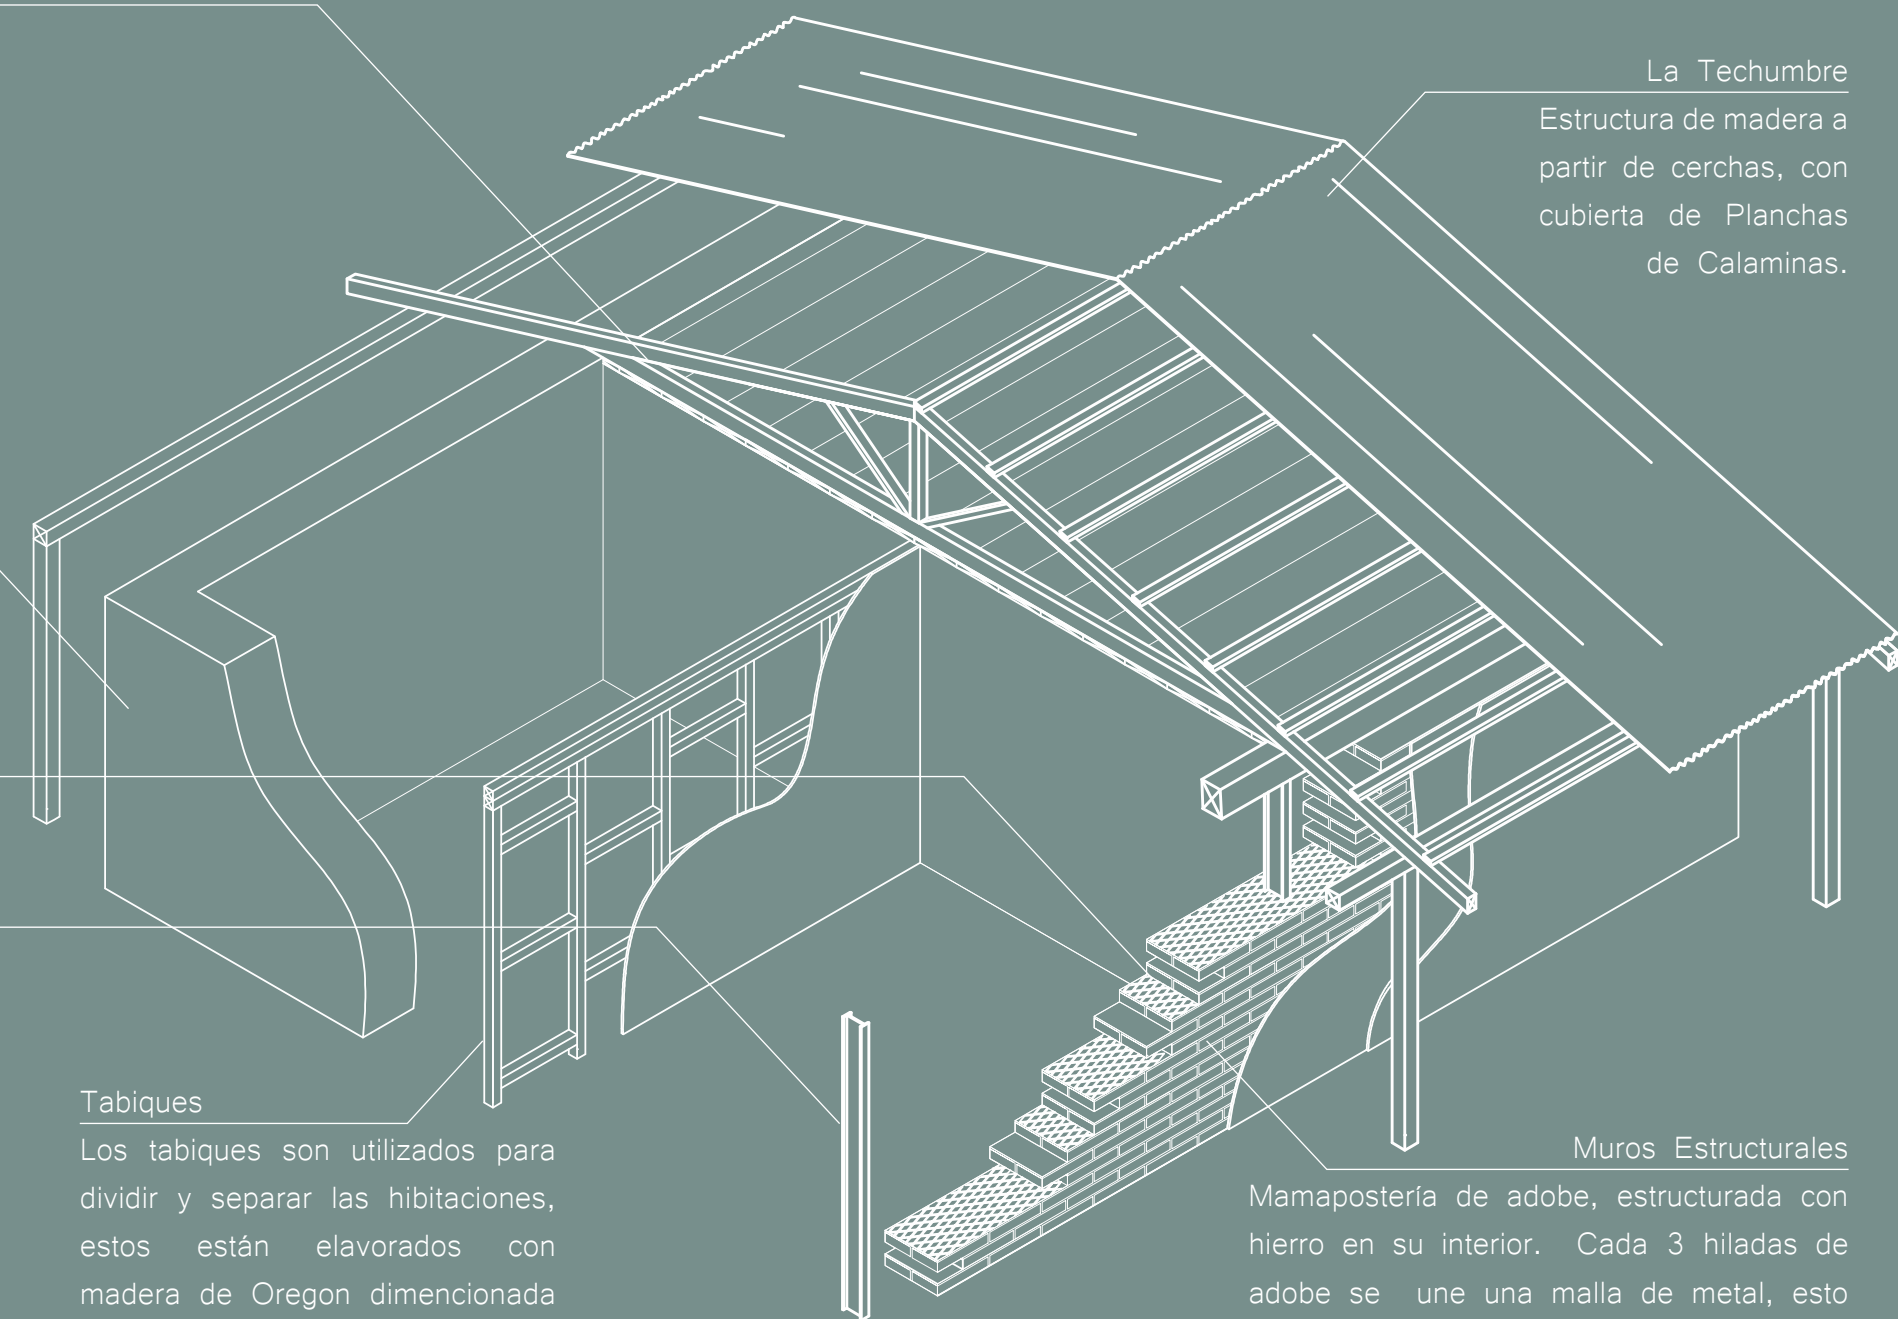 La Techumbre
Estructura de madera a
partir de cerchas, con
cubierta de Planchas
de Calaminas.
Tabiques
Los tabiques son utilizados para
dividir y separar las hibitaciones,
estos están elavorados con
madera de Oregon dimencionada
Muros Estructurales
Mamapostería de adobe, estructurada con
hierro en su interior. Cada 3 hiladas de
adobe se une una malla de metal, esto